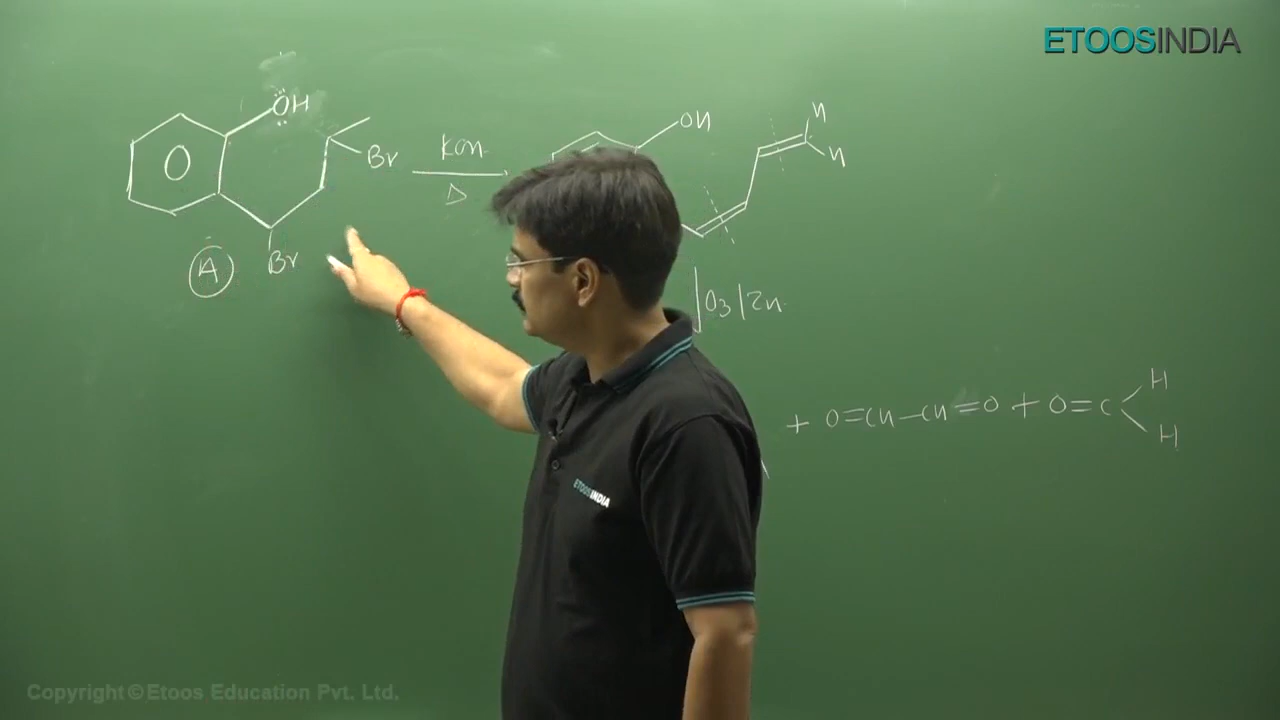 ETOOSINDIA
OH
Br
Br
A
KOH
Δ
OH
H
H
O3/Zn
+ O=CH-CH=O + O=C
H
H
ETOOSINDIA
Copyright © Etoos Education Pvt. Ltd.